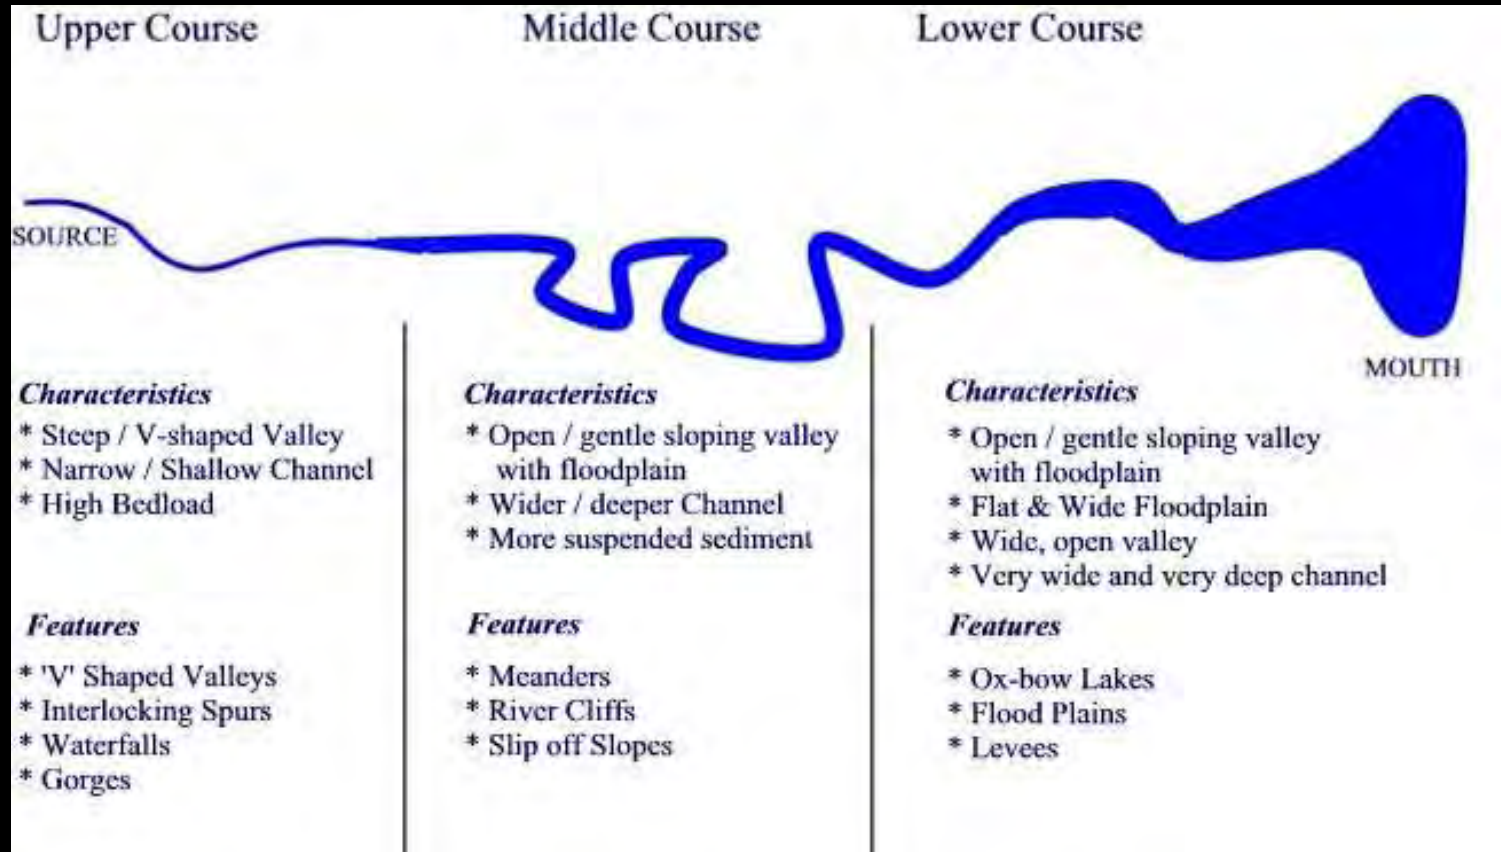 Upper Course
Middle Course
Lower Course
SOURCE
MOUTH
Characteristics
* Steep / V-shaped Valley
* Narrow / Shallow Channel
* High Bedload
Features
* 'V' Shaped Valleys
* Interlocking Spurs
* Waterfalls
* Gorges
Characteristics
* Open / gentle sloping valley
with floodplain
* Wider / deeper Channel
* More suspended sediment
Features
* Meanders
* River Cliffs
* Slip off Slopes
Characteristics
* Open / gentle sloping valley
with floodplain
* Flat & Wide Floodplain
* Wide, open valley
* Very wide and very deep channel
Features
* Ox-bow Lakes
* Flood Plains
* Levees